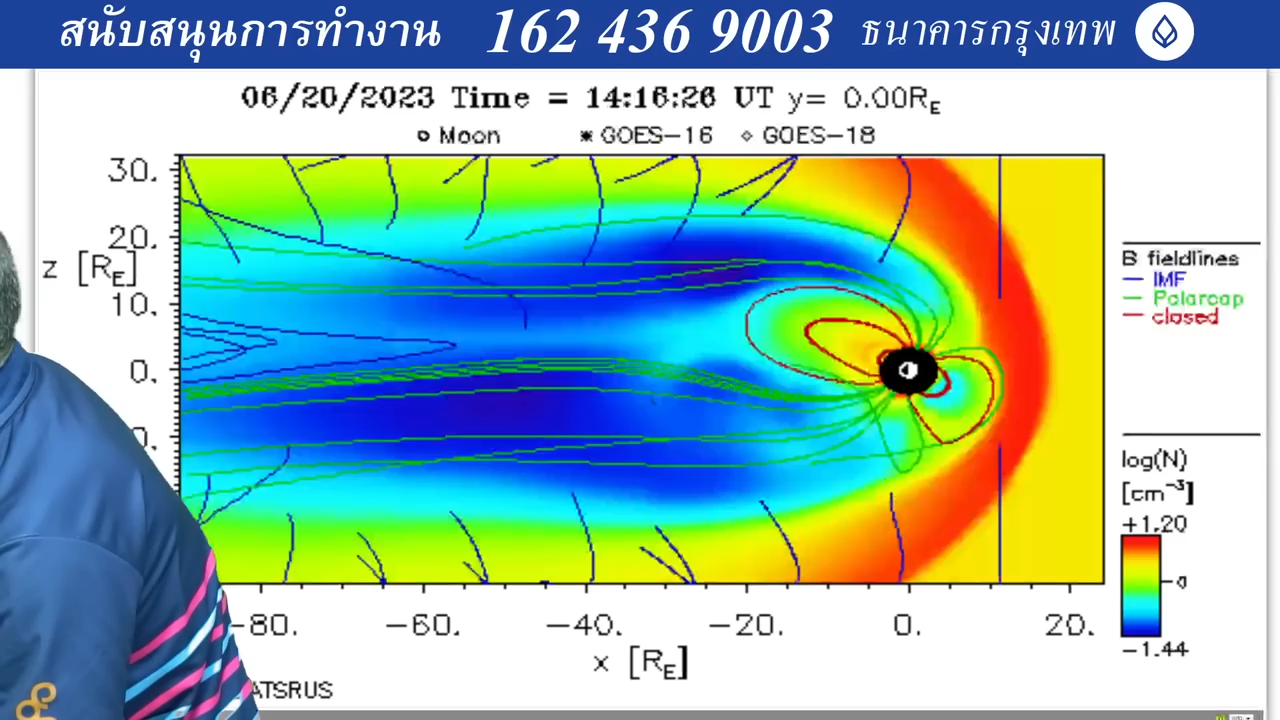 สนับสนุนการทำงาน 162 436 9003 ธนาคารกรุงเทพ
06/20/2023 Time = 14:16:26 UT y= 0.00RE
Moon GOES-16 GOES-18
30.
20.
z [RE]
10.
0.
0.
B fieldlines
IMF
Polarcap
closed
log(N)
[cm-3]
+1.20
0
-1.44
-80. -60. -40. -20. 0. 20.
x [RE]
ATSRUS